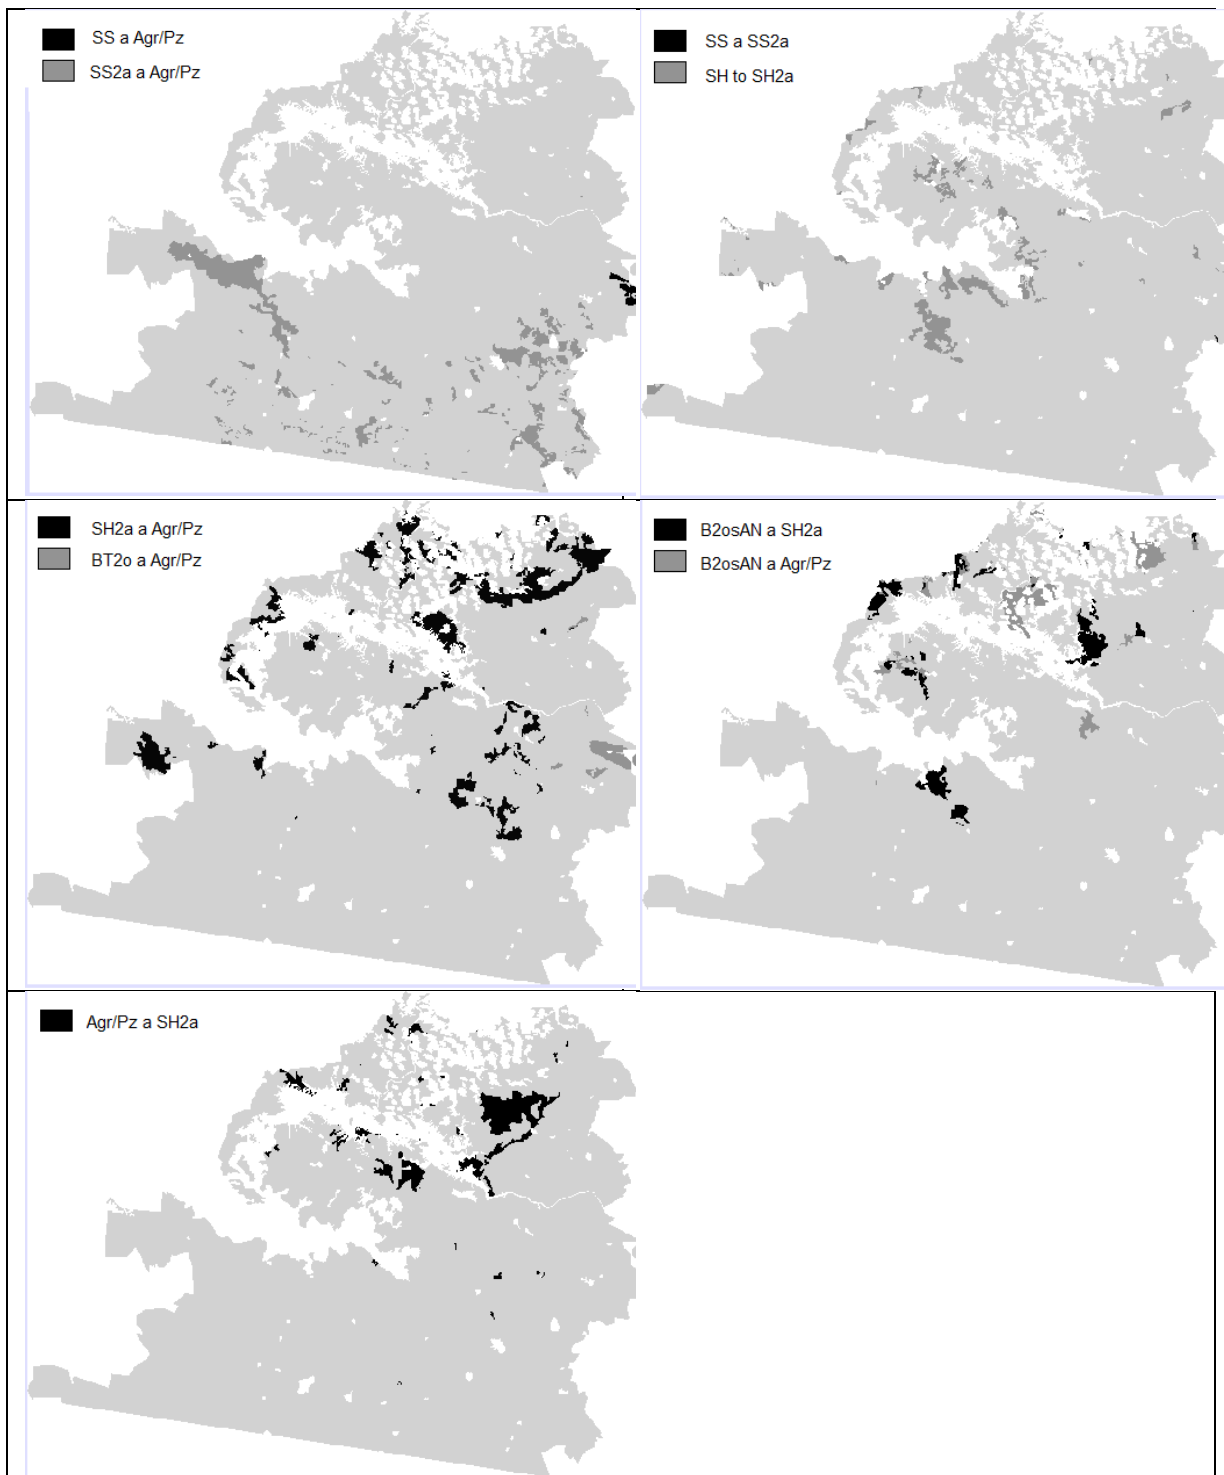 SS a Agr/Pz
SS2a a Agr/Pz
SS a SS2a
SH to SH2a
SH2a a Agr/Pz
BT2o a Agr/Pz
B2osAN a SH2a
B2osAN a Agr/Pz
Agr/Pz a SH2a